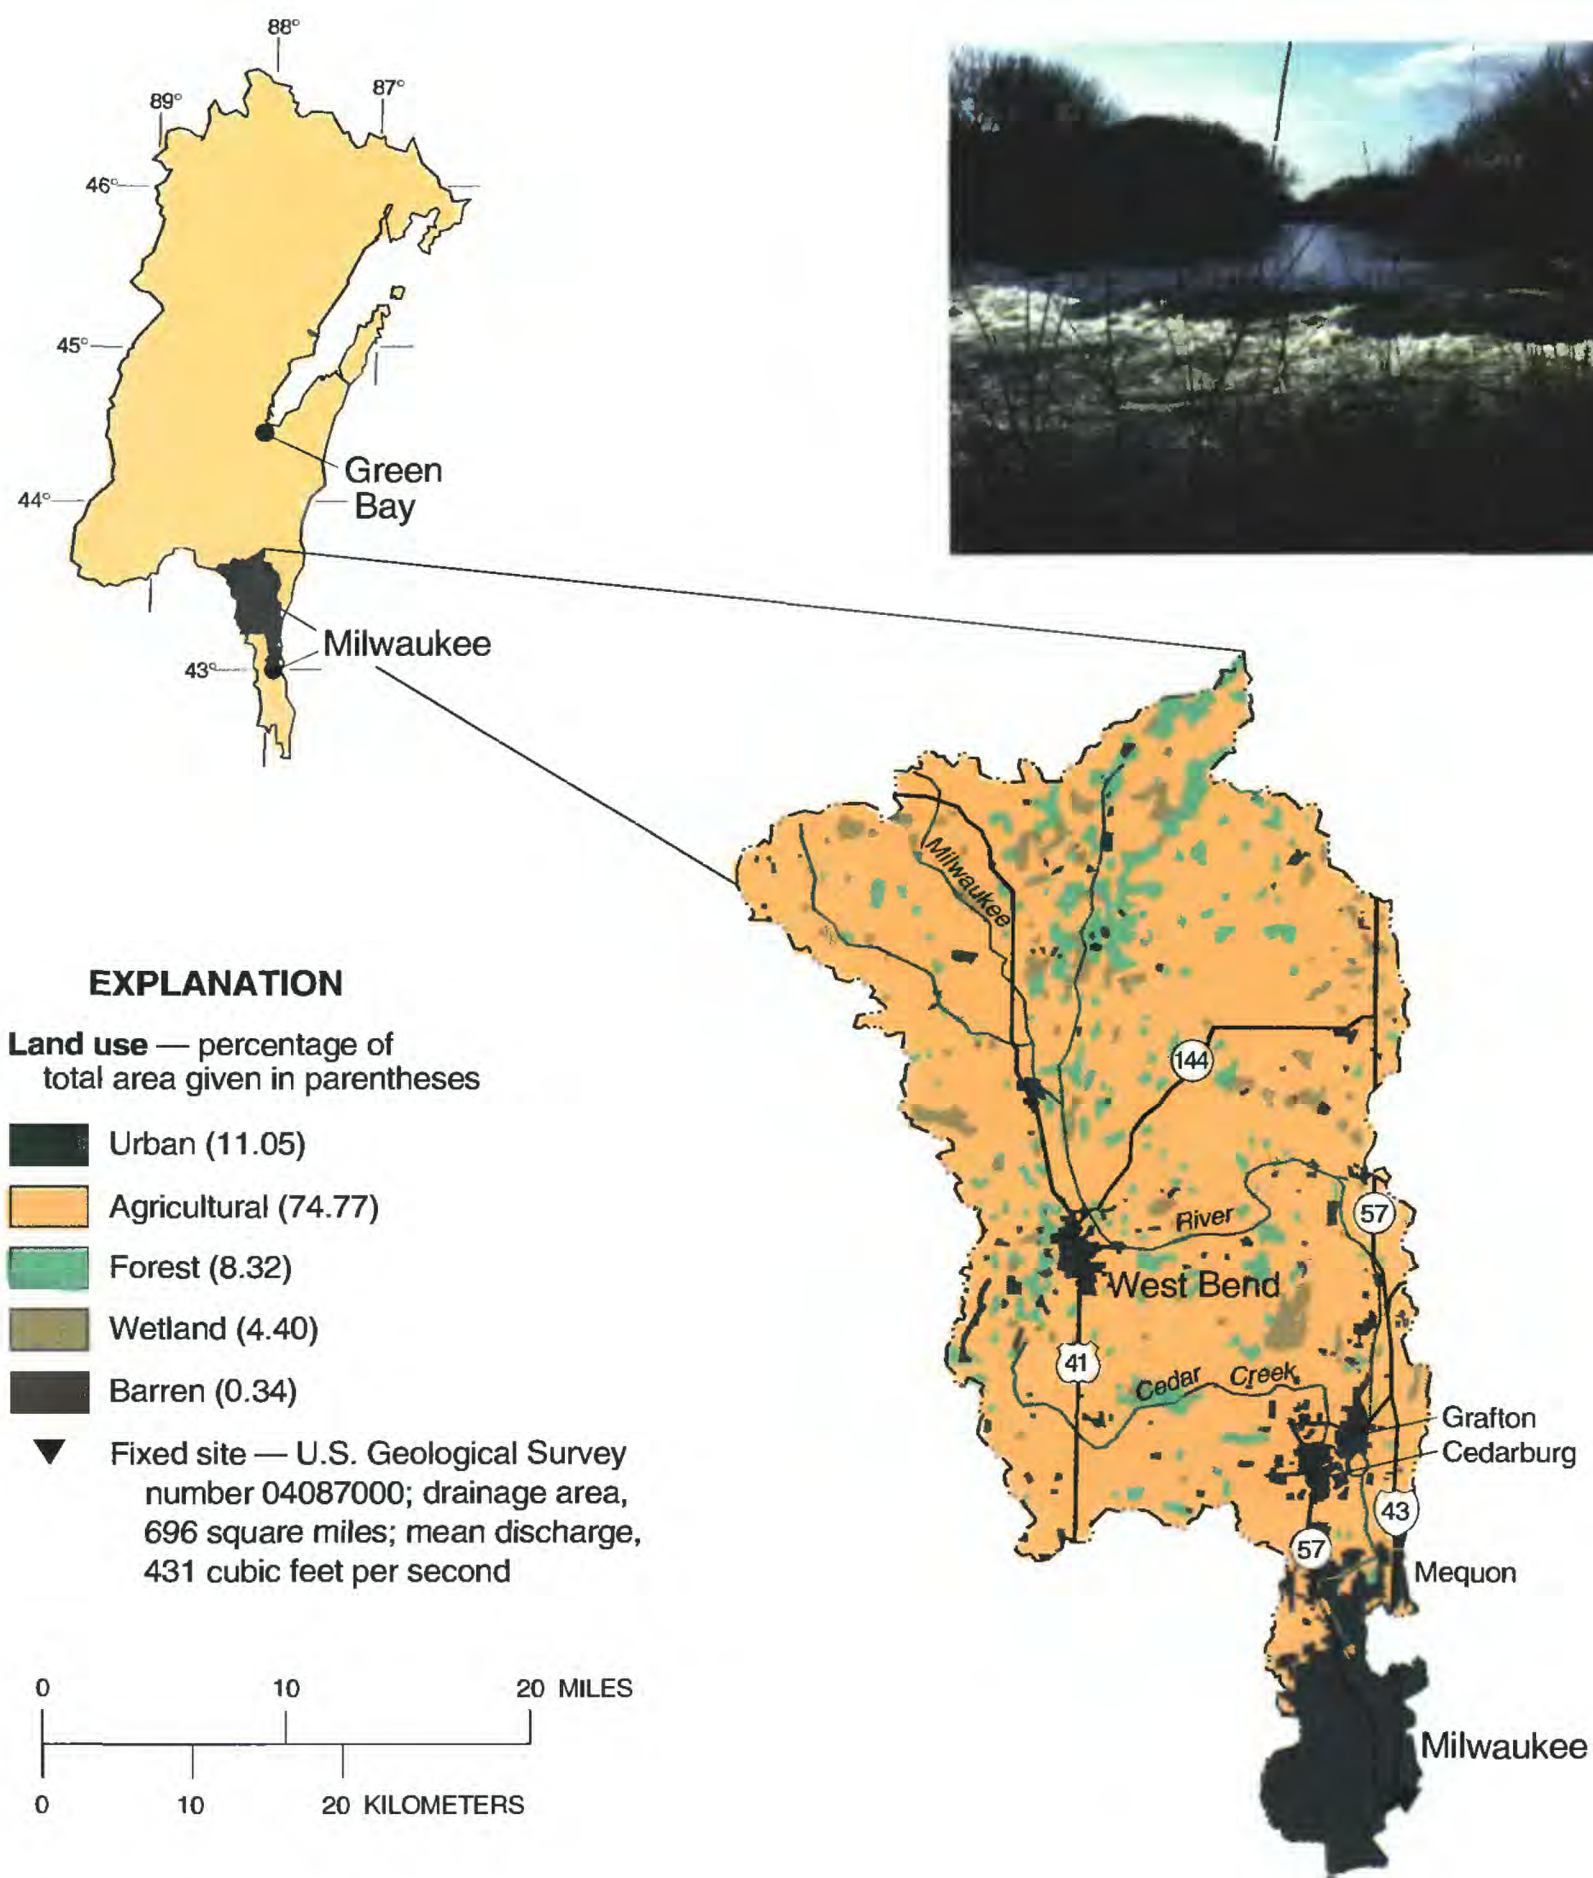 88°
89°
87°
46°
45°
44°
43°
Green
Bay
Milwaukee
Milwaukee
144
River
57
West Bend
41
Cedar Creek
Grafton
Cedarburg
43
57
Mequon
Milwaukee
EXPLANATION
Land use — percentage of
total area given in parentheses
Urban (11.05)
Agricultural (74.77)
Forest (8.32)
Wetland (4.40)
Barren (0.34)
Fixed site — U.S. Geological Survey
number 04087000; drainage area,
696 square miles; mean discharge,
431 cubic feet per second
0 10 20 MILES
0 10 20 KILOMETERS